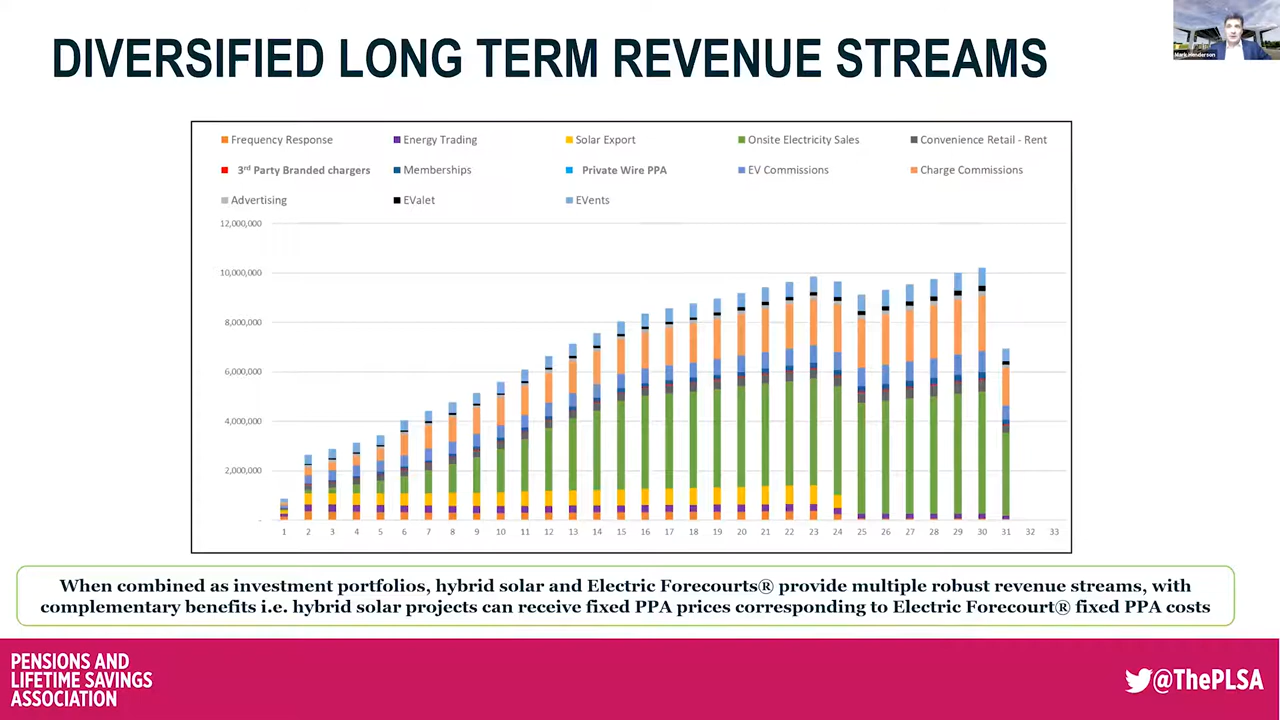 DIVERSIFIED LONG TERM REVENUE STREAMS
Mark Henderson
Frequency Response Energy Trading Solar Export Onsite Electricity Sales Convenience Retail - Rent
3rd Party Branded chargers Memberships Private Wire PPA EV Commissions Charge Commissions
Advertising EValet EVents
12,000,000
10,000,000
8,000,000
6,000,000
4,000,000
2,000,000
-
1 2 3 4 5 6 7 8 9 10 11 12 13 14 15 16 17 18 19 20 21 22 23 24 25 26 27 28 29 30 31 32 33
When combined as investment portfolios, hybrid solar and Electric Forecourts® provide multiple robust revenue streams, with
complementary benefits i.e. hybrid solar projects can receive fixed PPA prices corresponding to Electric Forecourt® fixed PPA costs
PENSIONS AND
LIFETIME SAVINGS
ASSOCIATION
@ThePLSA